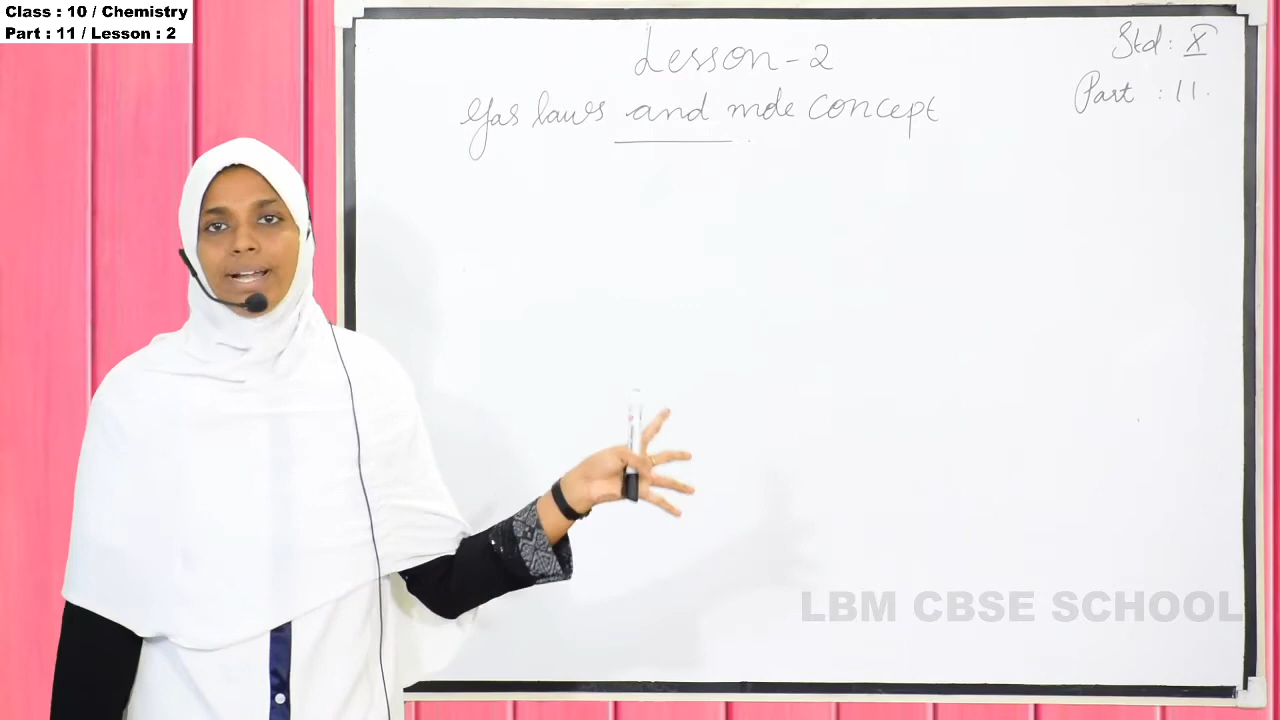 Class : 10 / Chemistry
Part : 11 / Lesson : 2
Lesson - 2
Std : X
Part : 11.
Gas laws and mole concept
LBM CBSE SCHOOL